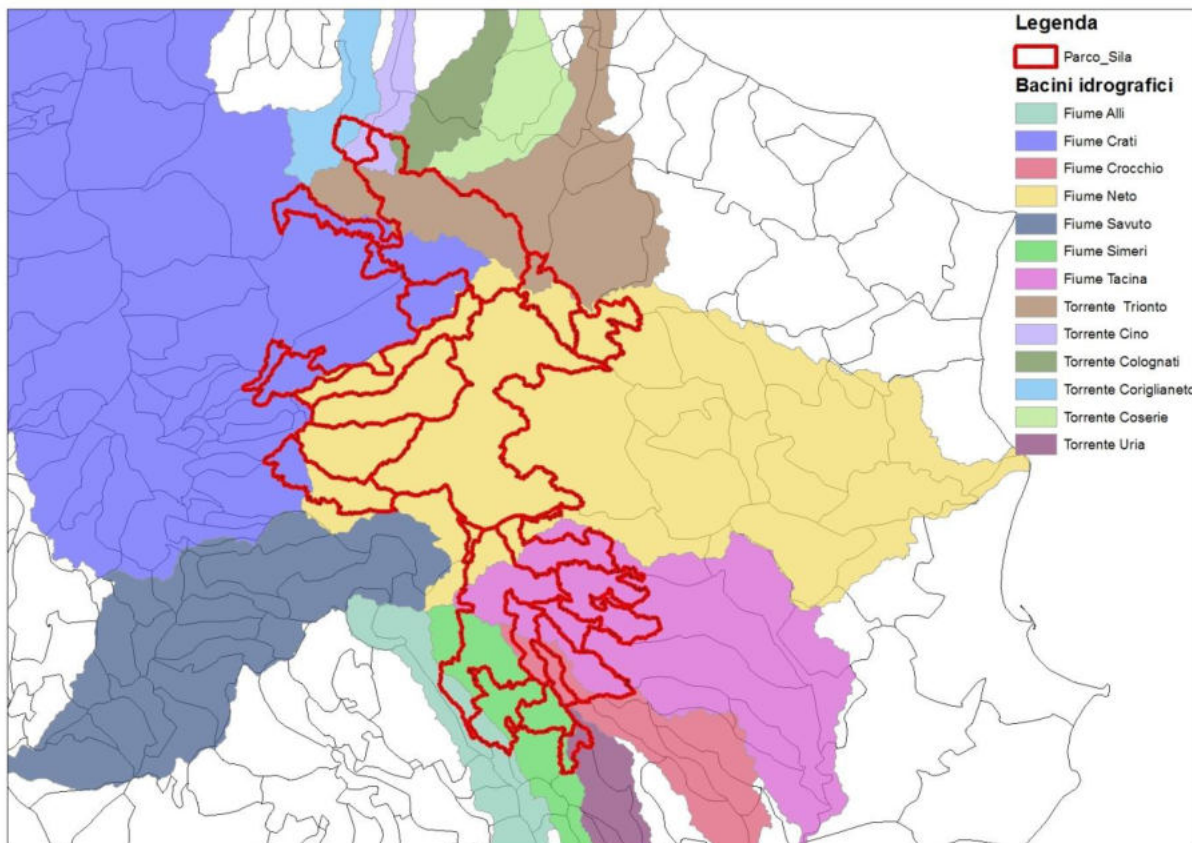 Legenda
Parco_Sila
Bacini idrografici
Fiume Alli
Fiume Crati
Fiume Crocchio
Fiume Neto
Fiume Savuto
Fiume Simeri
Fiume Tacina
Torrente Trionto
Torrente Cino
Torrente Colognati
Torrente Coriglianeto
Torrente Coserie
Torrente Uria